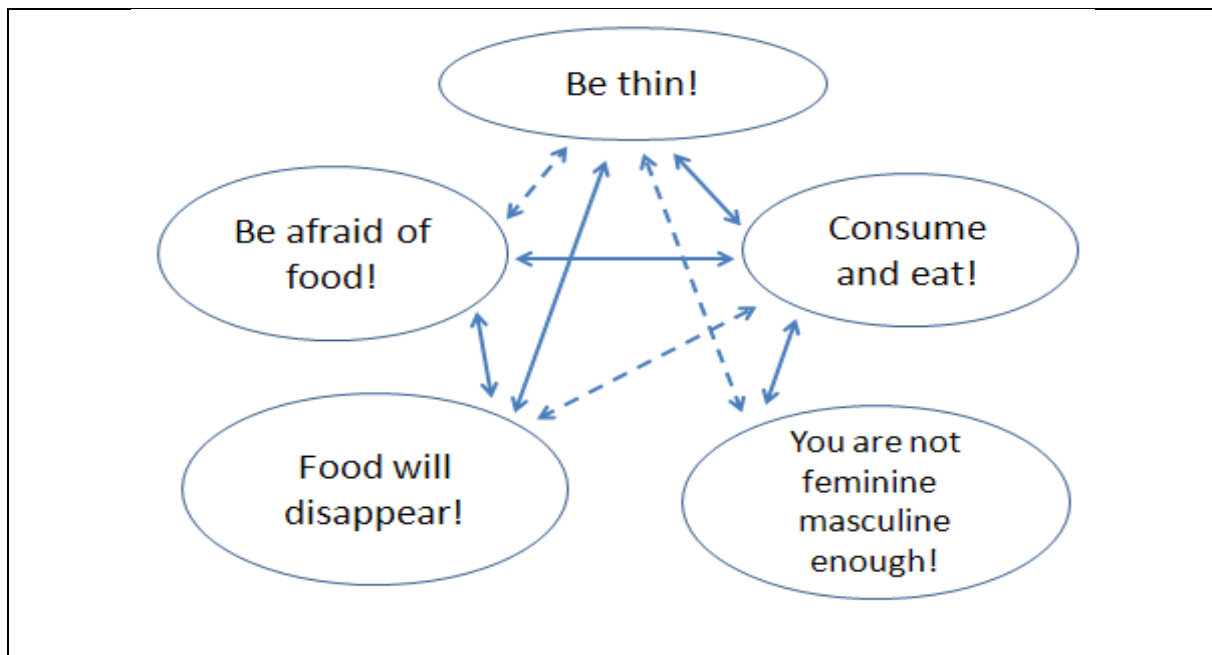 Be thin!
Be afraid of
food!
Consume
and eat!
Food will
disappear!
You are not
feminine
masculine
enough!